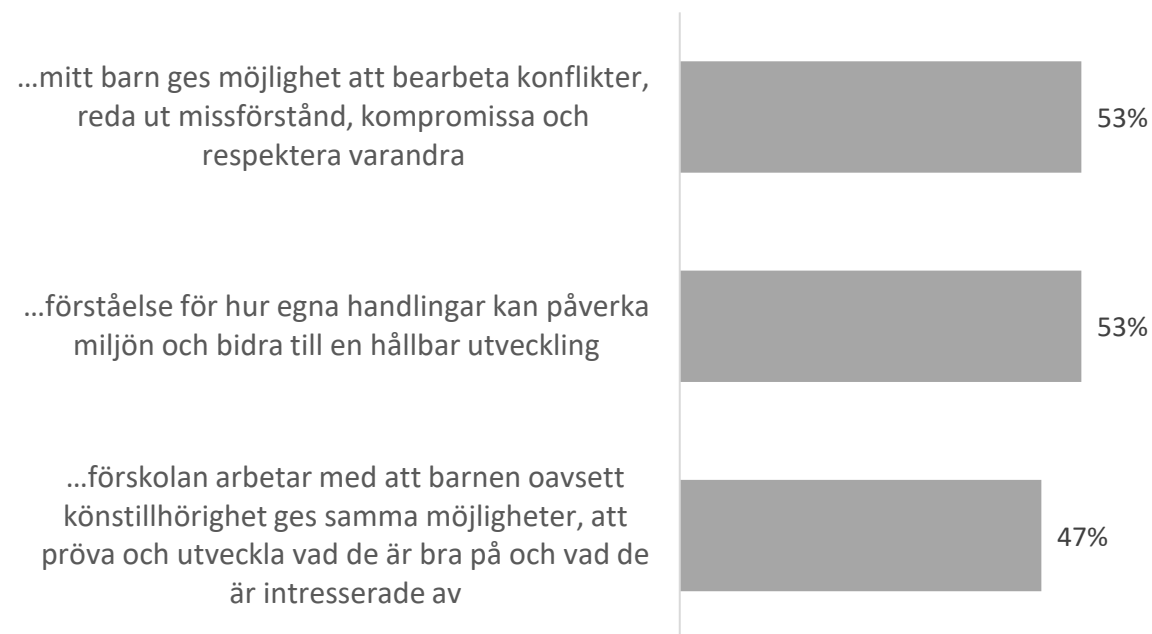 …mitt barn ges möjlighet att bearbeta konflikter,
reda ut missförstånd, kompromissa och
respektera varandra
53%
…förståelse för hur egna handlingar kan påverka
miljön och bidra till en hållbar utveckling
53%
…förskolan arbetar med att barnen oavsett
könstillhörighet ges samma möjligheter, att
pröva och utveckla vad de är bra på och vad de
är intresserade av
47%